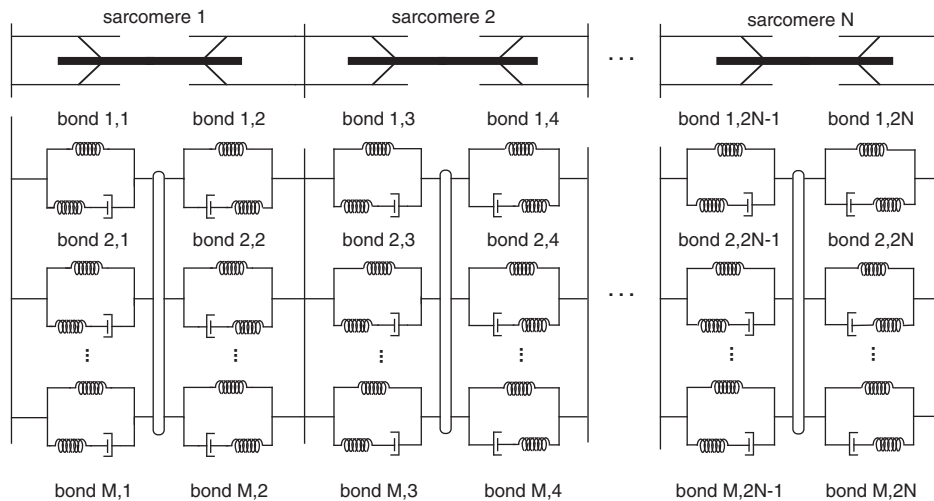 sarcomere 1 sarcomere 2 sarcomere N
...
bond 1,1 bond 1,2 bond 1,3 bond 1,4 bond 1,2N-1 bond 1,2N
bond 2,1 bond 2,2 bond 2,3 bond 2,4 bond 2,2N-1 bond 2,2N
...
... ... ... ... ... ...
bond M,1 bond M,2 bond M,3 bond M,4 bond M,2N-1 bond M,2N